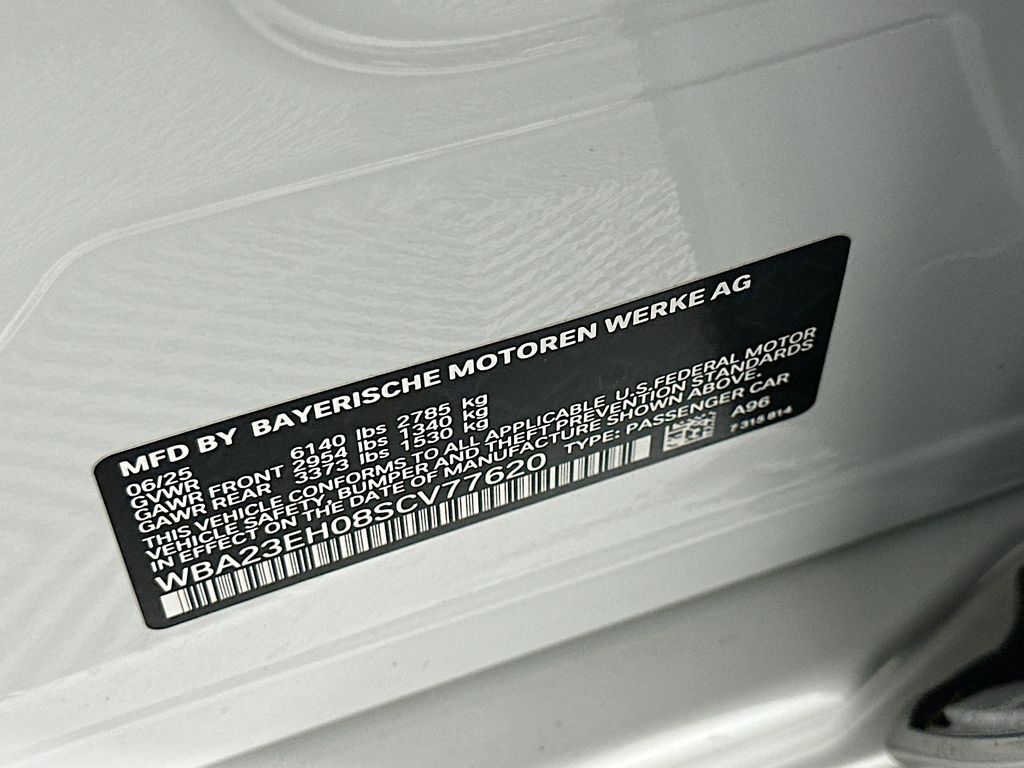 MFD BY BAYERISCHE MOTOREN WERKE AG
06/25
GVWR 6140 lbs 2785 kg
GAWR FRONT 2954 lbs 1340 kg
GAWR REAR 3373 lbs 1530 kg
THIS VEHICLE CONFORMS TO ALL APPLICABLE U.S.FEDERAL MOTOR
VEHICLE SAFETY, BUMPER AND THEFT PREVENTION STANDARDS
IN EFFECT ON THE DATE OF MANUFACTURE SHOWN ABOVE.
WBA23EH08SCV77620 TYPE: PASSENGER CAR
A96
7 315 814